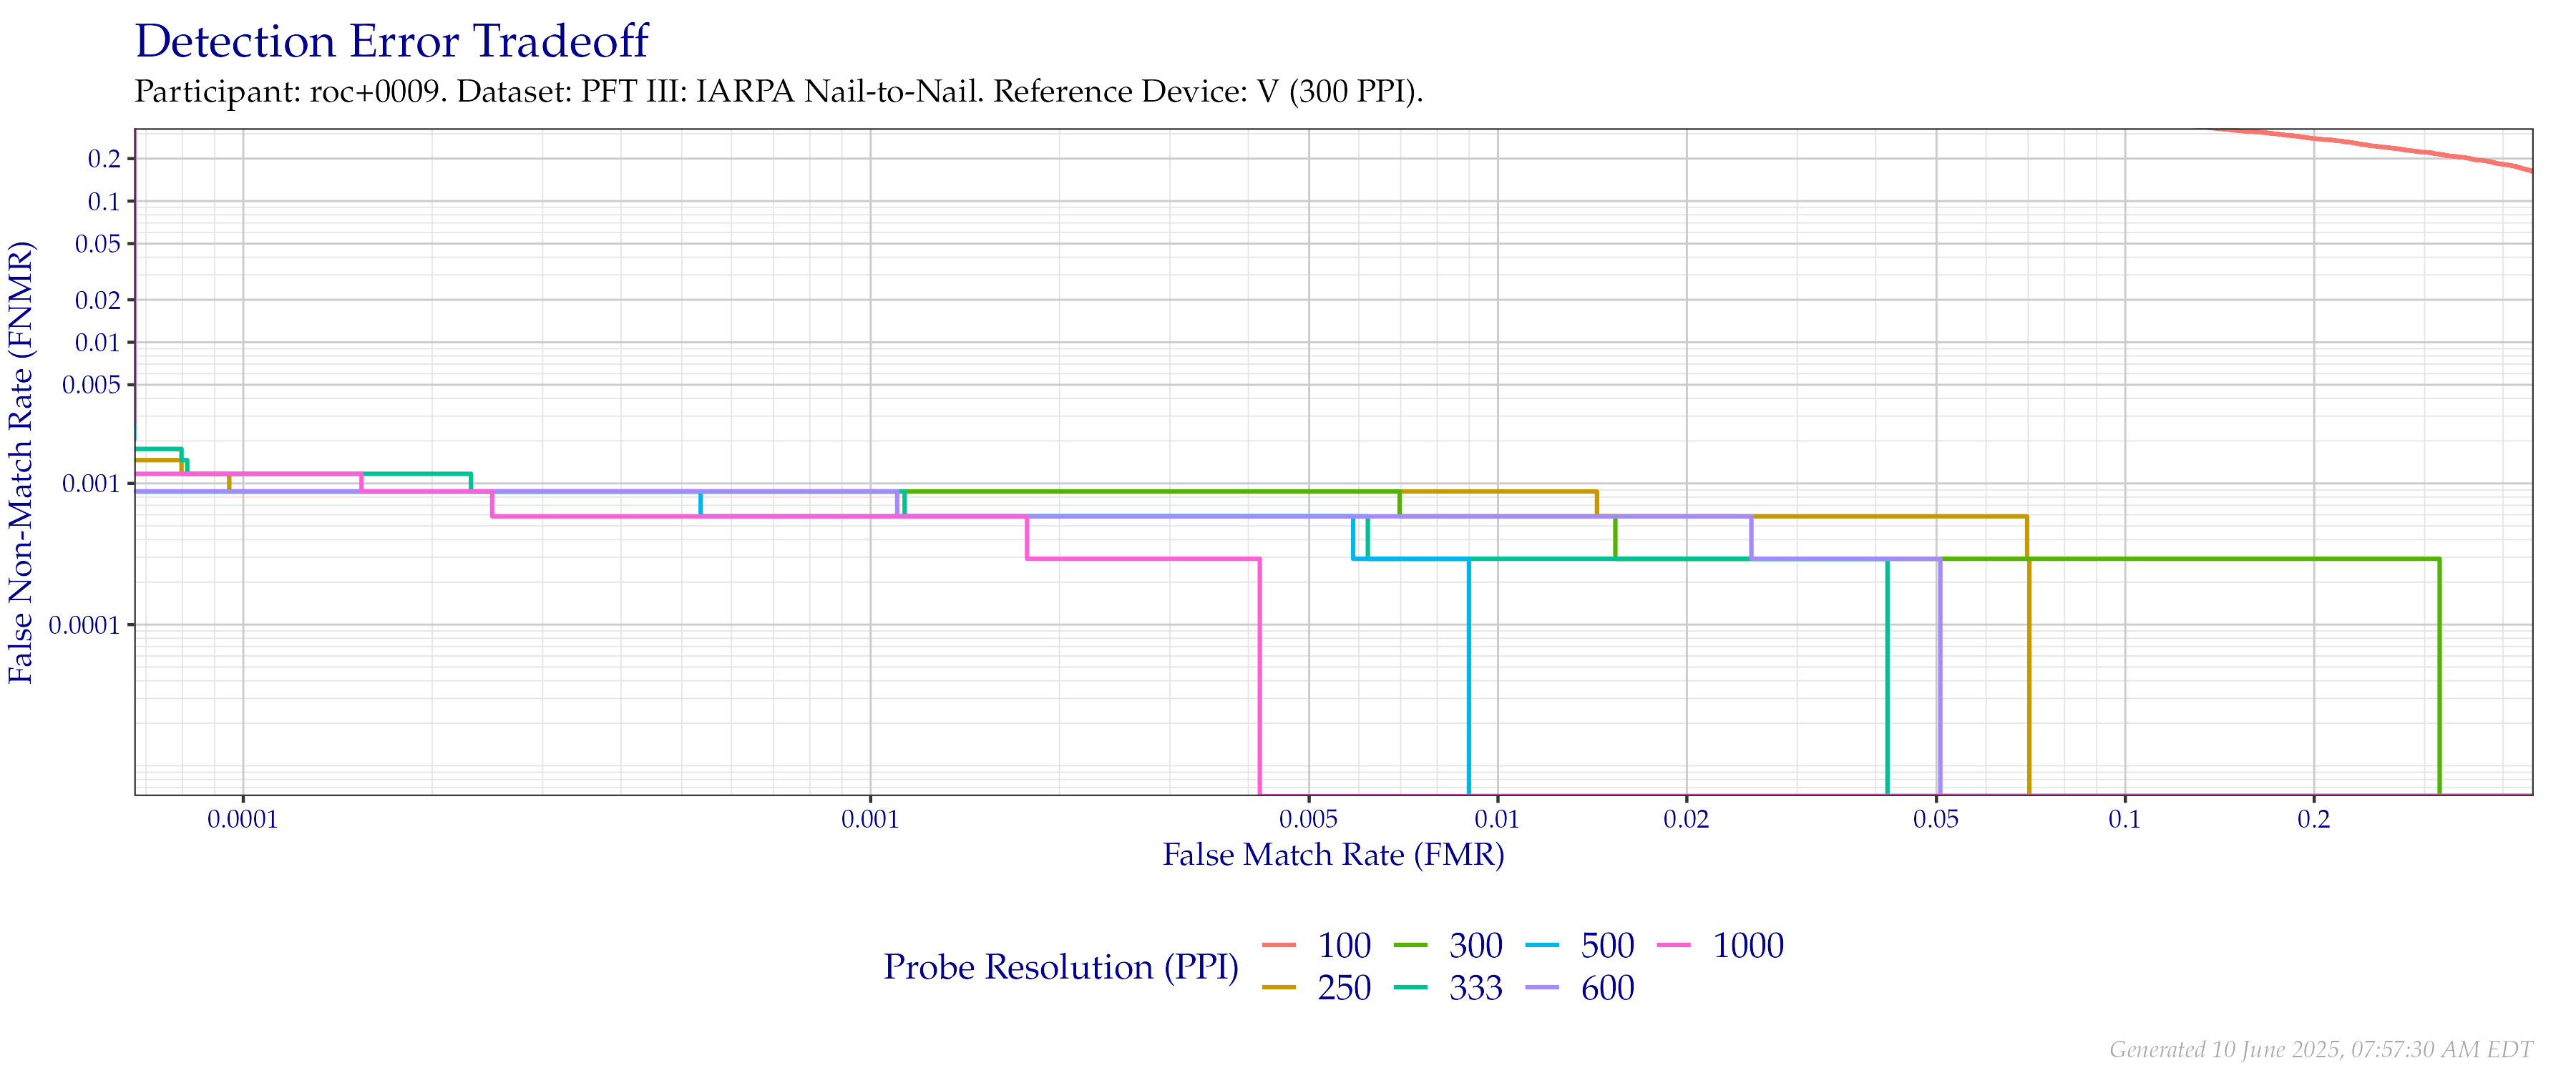 Detection Error Tradeoff
Participant: roc+0009. Dataset: PFT III: IARPA Nail-to-Nail. Reference Device: V (300 PPI).
False Non-Match Rate (FNMR)
0.2
0.1
0.05
0.02
0.01
0.005
0.001
0.0001
0.0001 0.001 0.005 0.01 0.02 0.05 0.1 0.2
False Match Rate (FMR)
Probe Resolution (PPI)
100 300 500 1000
250 333 600
Generated 10 June 2025, 07:57:30 AM EDT